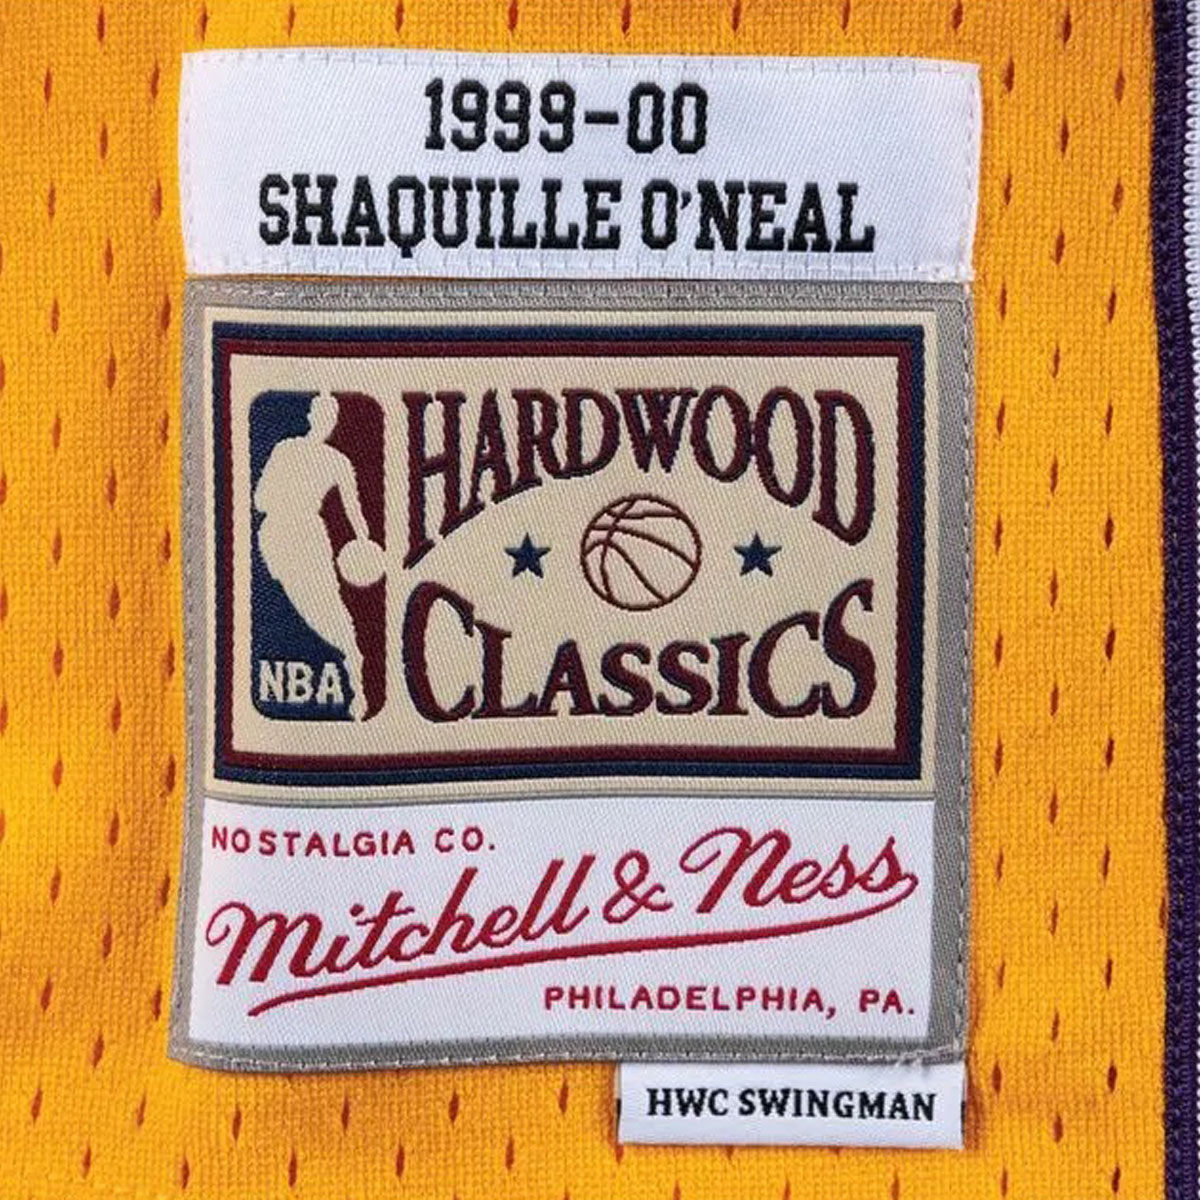 1999-00
SHAQUILLE O'NEAL
HARDWOOD
CLASSICS
NBA
NOSTALGIA CO.
Mitchell & Ness
PHILADELPHIA, PA.
HWC SWINGMAN